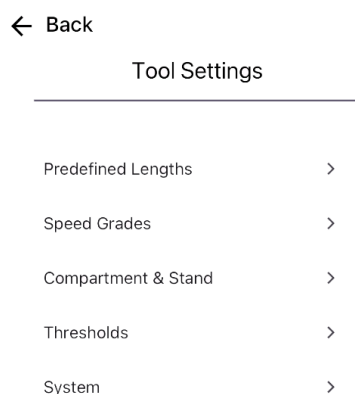 Back
Tool Settings
Predefined Lengths
Speed Grades
Compartment & Stand
Thresholds
System